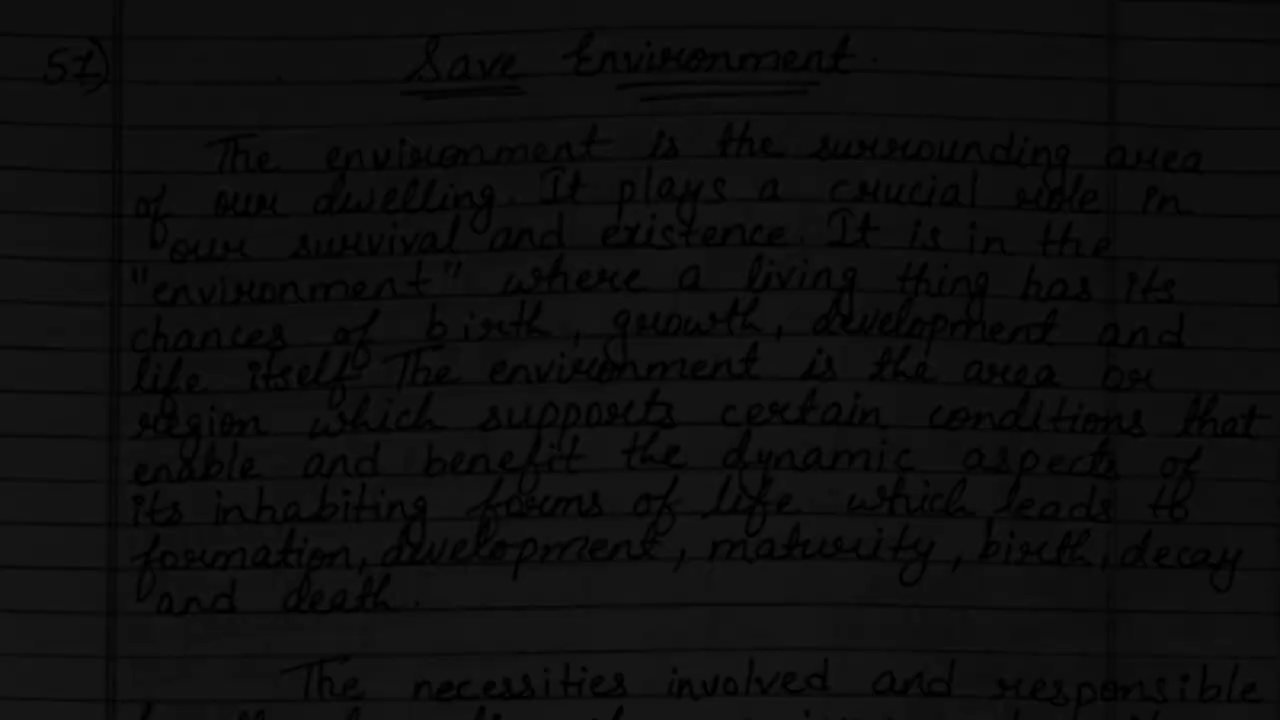 51) Save Environment.
The environment is the surrounding area
of our dwelling. It plays a crucial role in
our survival and existence. It is in the
"environment" where a living thing has its
chances of birth, growth, development and
life itself. The environment is the area or
region which supports certain conditions that
enable and benefit the dynamic aspects of
its inhabiting forms of life which leads to
formation, development, maturity, birth, decay
and death.
The necessities involved and responsible